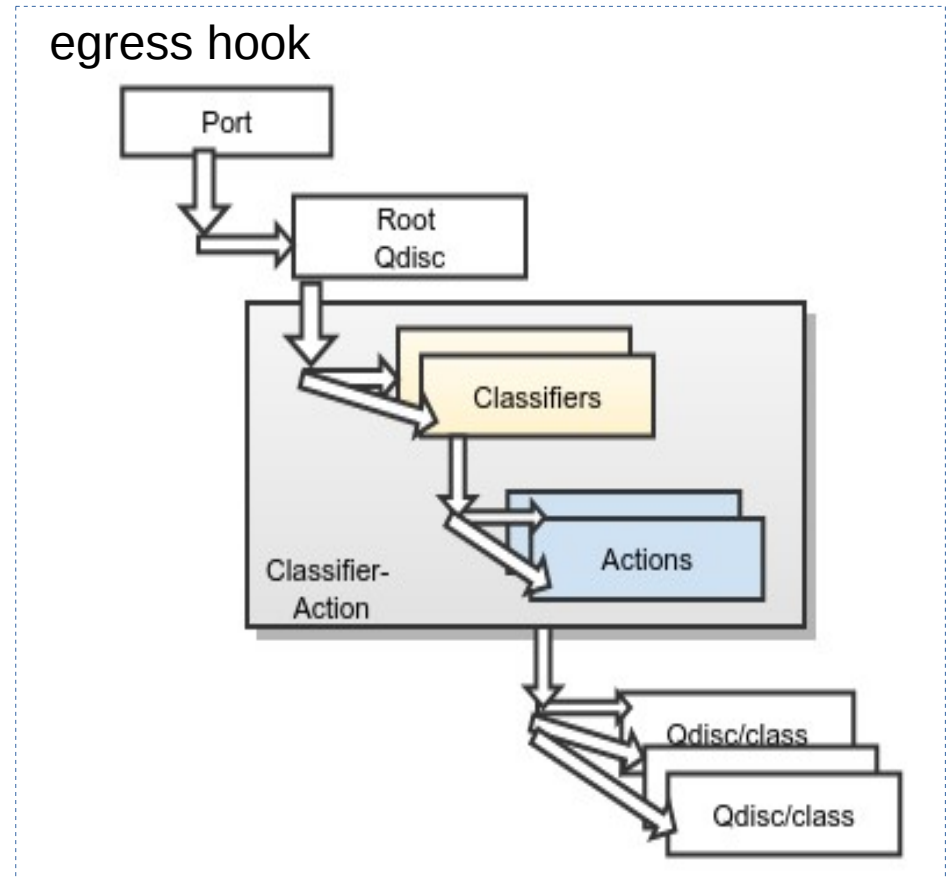 egress hook
Port
Root
Qdisc
Classifiers
Actions
Classifier-
Action
Qdisc/class
Qdisc/class